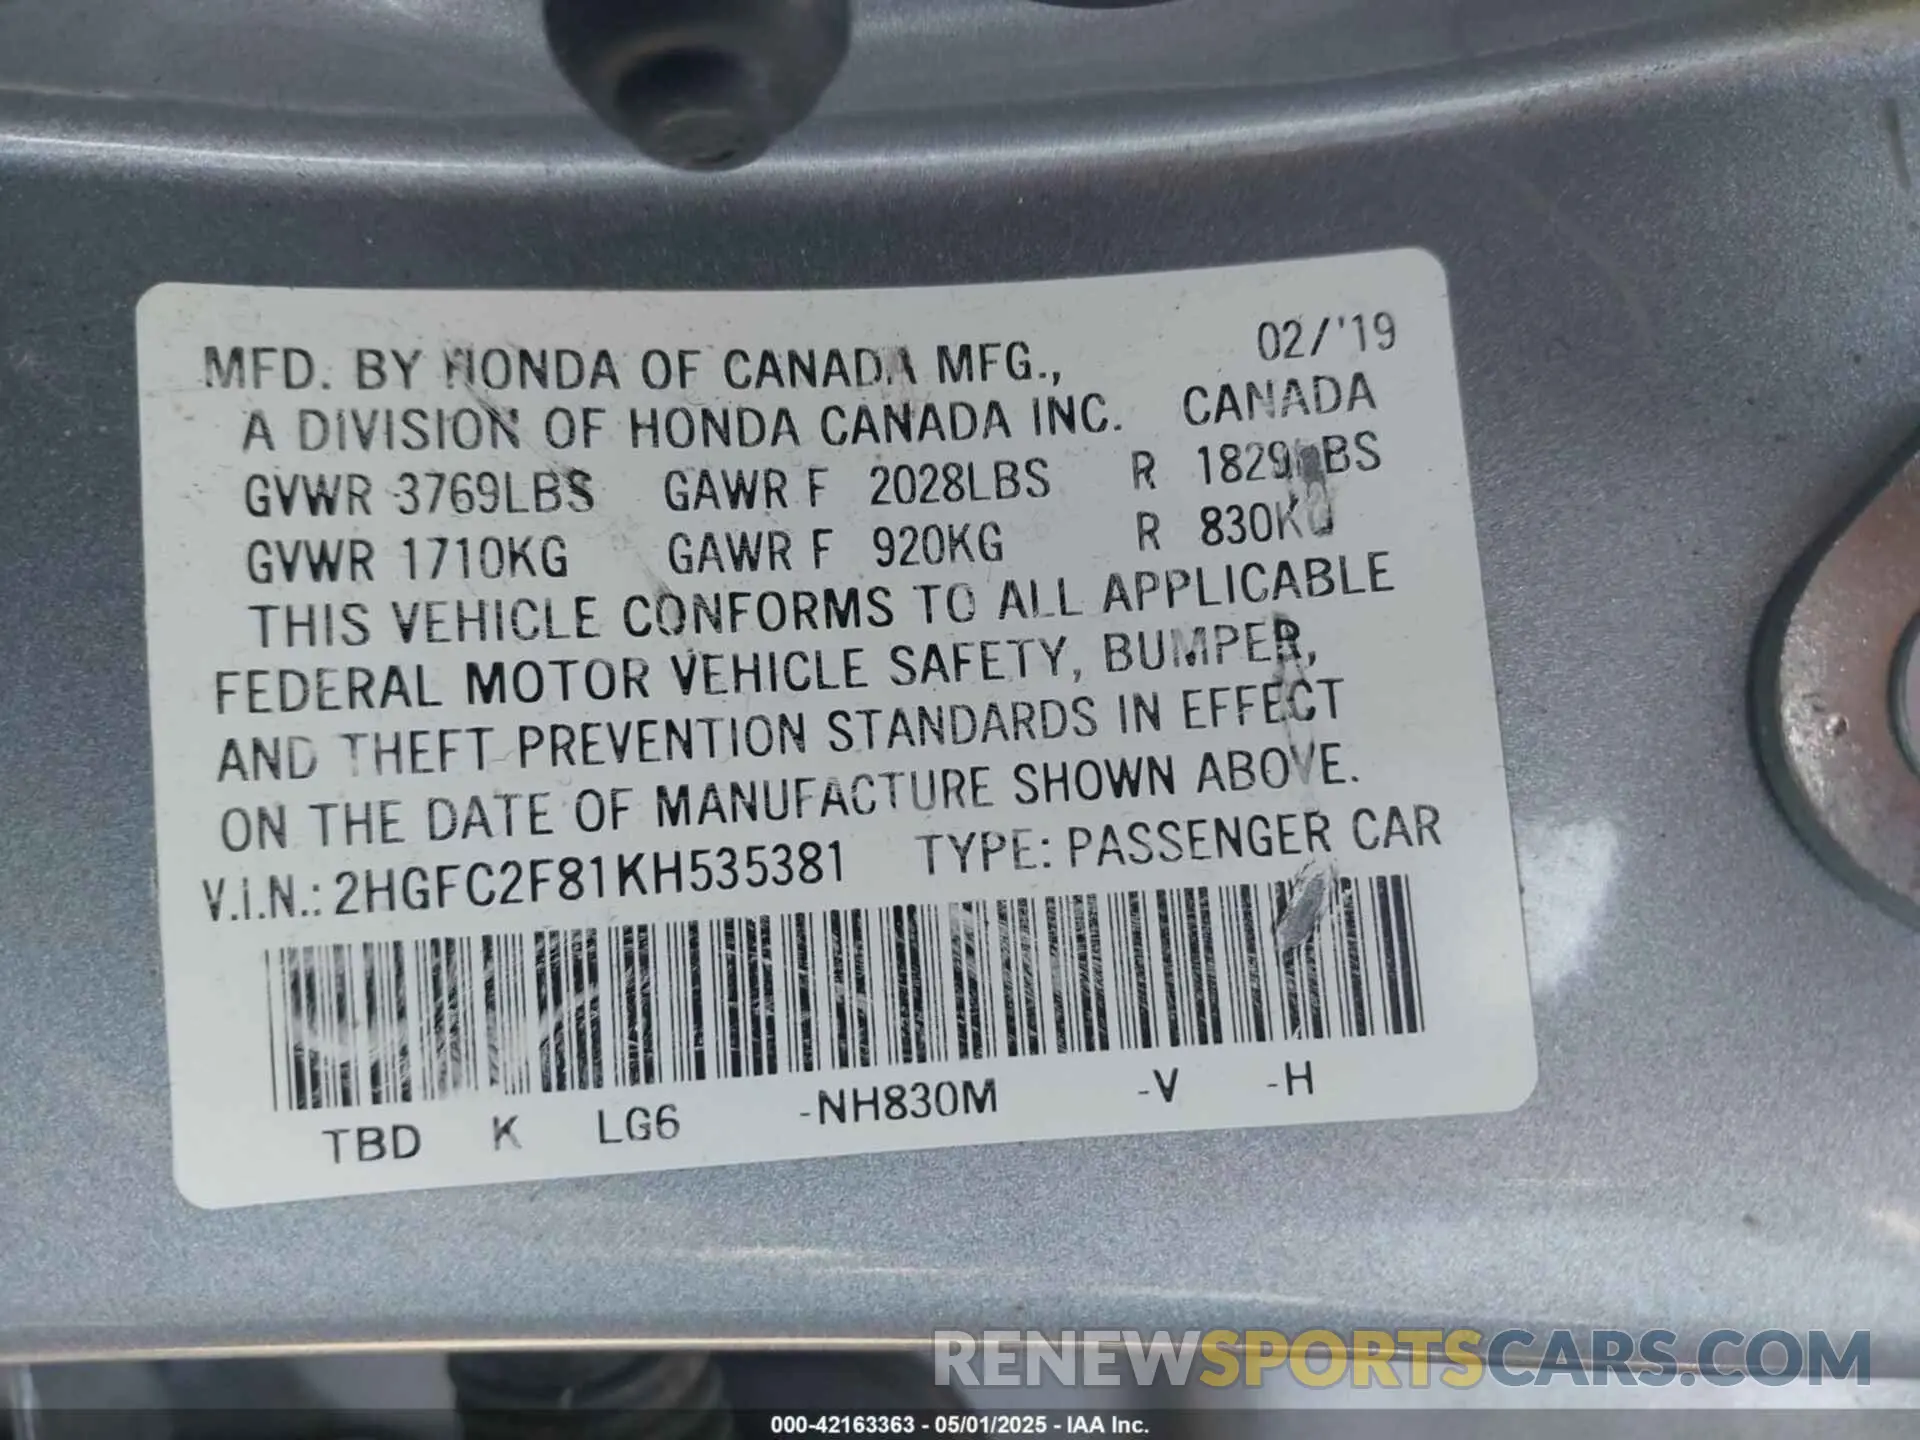 MFD. BY HONDA OF CANADA MFG., 02/'19
A DIVISION OF HONDA CANADA INC. CANADA
GVWR 3769LBS GAWR F 2028LBS R 1829LBS
GVWR 1710KG GAWR F 920KG R 830KG
THIS VEHICLE CONFORMS TO ALL APPLICABLE
FEDERAL MOTOR VEHICLE SAFETY, BUMPER,
AND THEFT PREVENTION STANDARDS IN EFFECT
ON THE DATE OF MANUFACTURE SHOWN ABOVE.
V.I.N.: 2HGFC2F81KH535381 TYPE: PASSENGER CAR
TBD K LG6 -NH830M -V -H
RENEWSPORTSCARS.COM
000-42163363 - 05/01/2025 - IAA Inc.